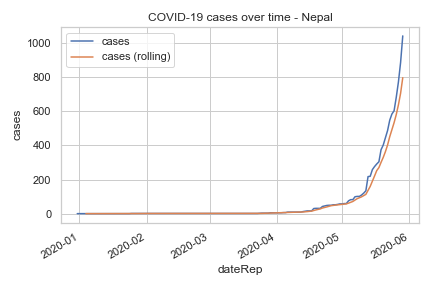 COVID-19 cases over time - Nepal
cases
cases (rolling)
1000
800
600
400
200
0
cases
2020-01
2020-02
2020-03
2020-04
2020-05
2020-06
dateRep